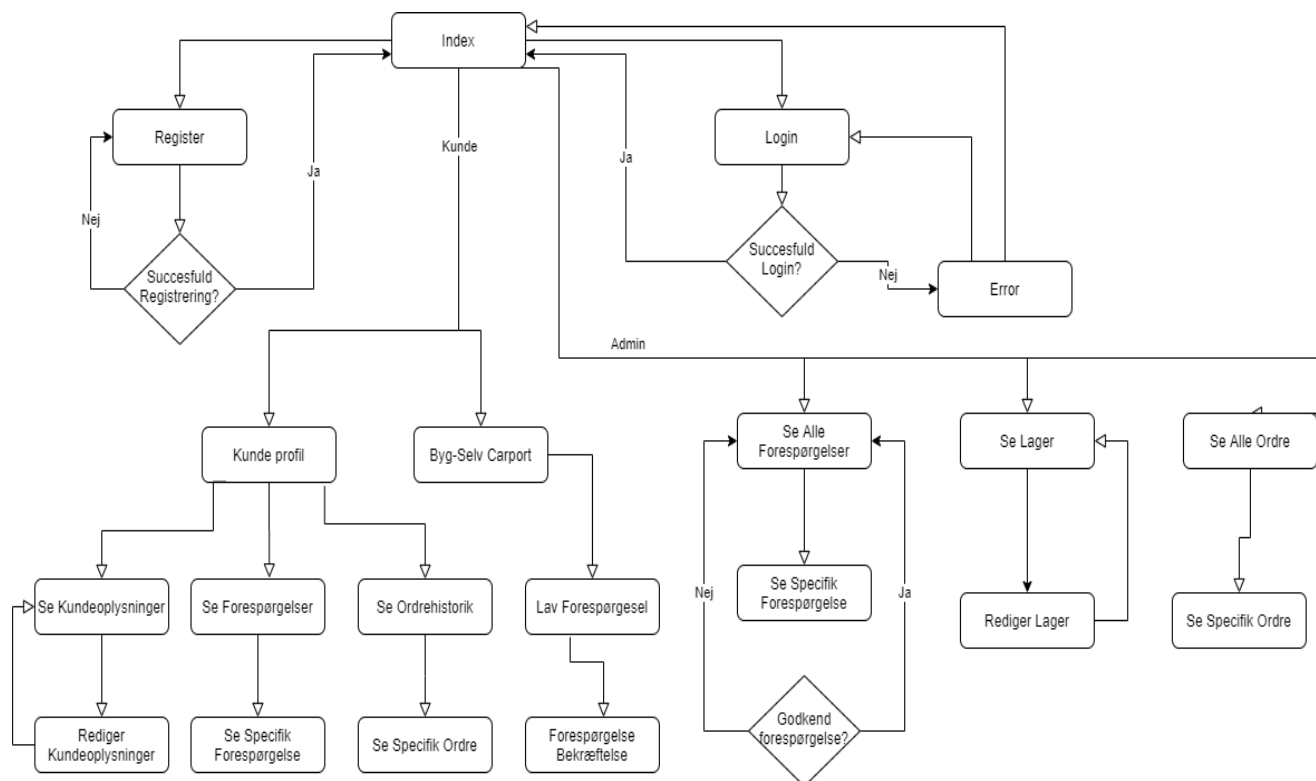 Index
Register
Login
Kunde
Ja
Ja
Nej
Succesfuld
Registrering?
Succesfuld
Login?
Nej
Error
Admin
Kunde profil
Byg-Selv Carport
Se Alle
Forespørgelser
Se Lager
Se Alle Ordre
Se Kundeoplysninger
Se Forespørgelser
Se Ordrehistorik
Lav Forespørgesel
Nej
Se Specifik
Forespørgelse
Ja
Rediger Lager
Se Specifik Ordre
Rediger
Kundeoplysninger
Se Specifik
Forespørgelse
Se Specifik Ordre
Forespørgelse
Bekræftelse
Godkend
forespørgelse?